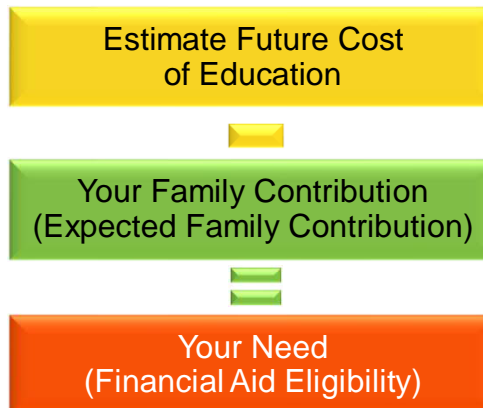 Estimate Future Cost
of Education
Your Family Contribution
(Expected Family Contribution)
Your Need
(Financial Aid Eligibility)